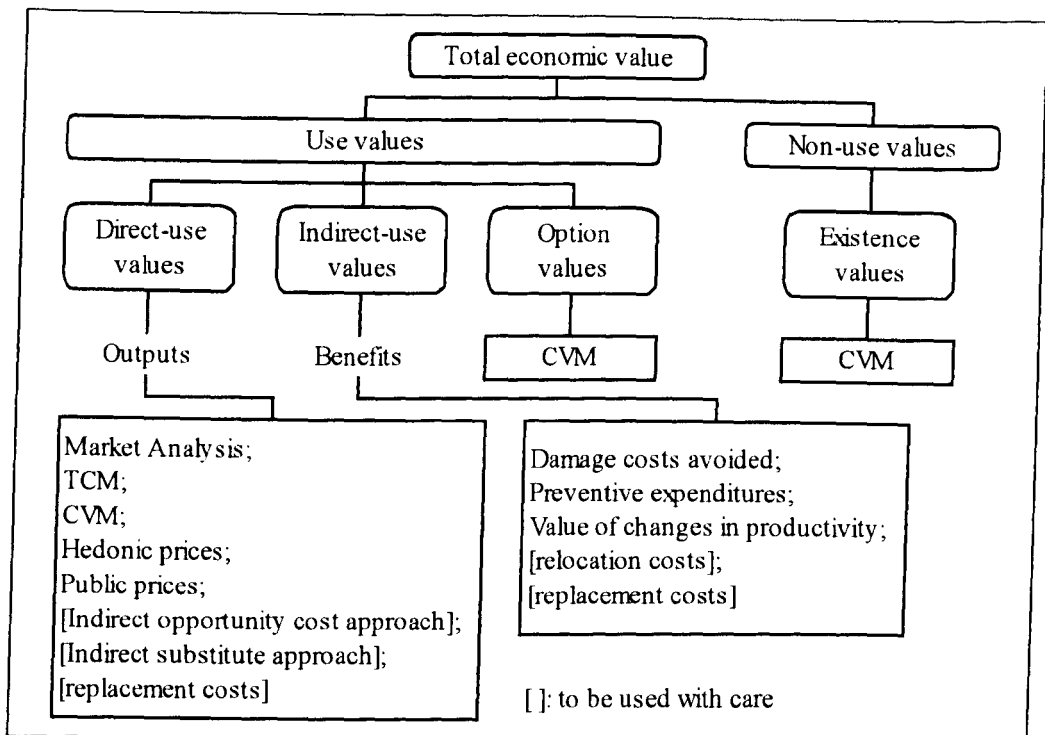 Total economic value
Use values
Non-use values
Direct-use
values
Indirect-use
values
Option
values
Existence
values
Outputs
Benefits
CVM
CVM
Market Analysis;
TCM;
CVM;
Hedonic prices;
Public prices;
[Indirect opportunity cost approach];
[Indirect substitute approach];
[replacement costs]
Damage costs avoided;
Preventive expenditures;
Value of changes in productivity;
[relocation costs];
[replacement costs]
[ ]: to be used with care